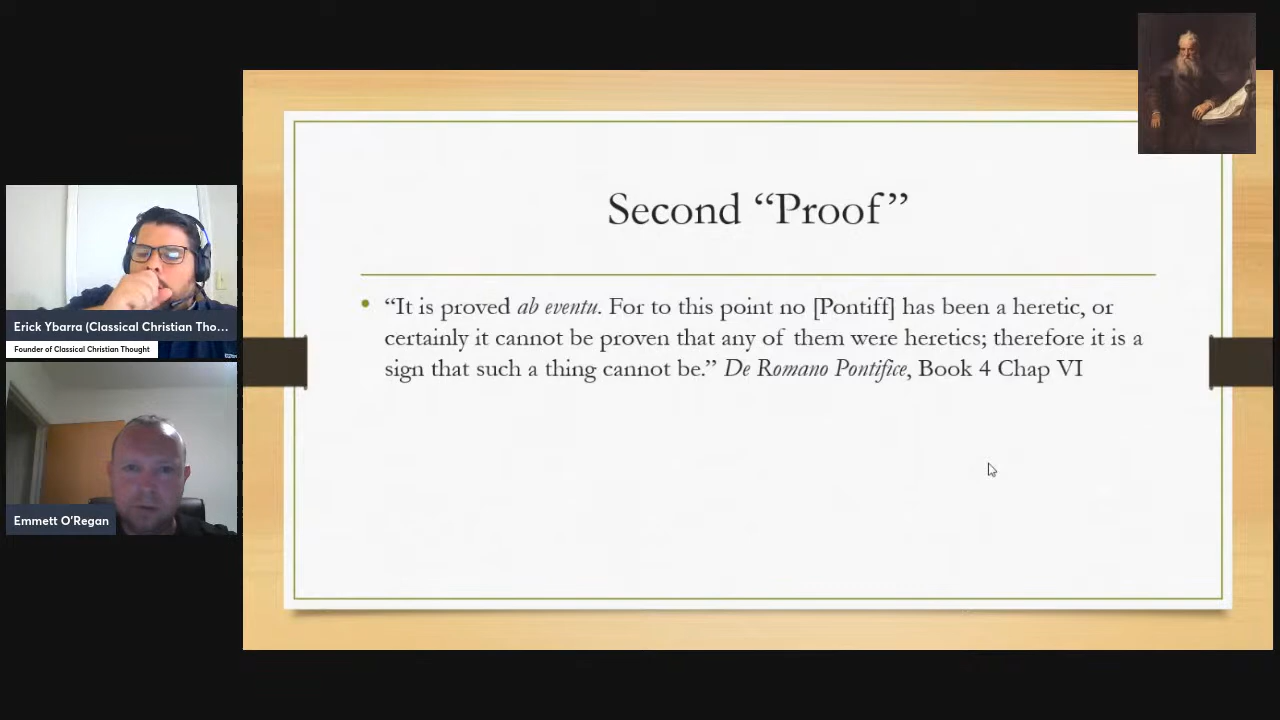 Second “Proof”
• “It is proved ab eventu. For to this point no [Pontiff] has been a heretic, or
certainly it cannot be proven that any of them were heretics; therefore it is a
sign that such a thing cannot be.” De Romano Pontifice, Book 4 Chap VI
Erick Ybarra (Classical Christian Tho...
Founder of Classical Christian Thought
Emmett O’Regan